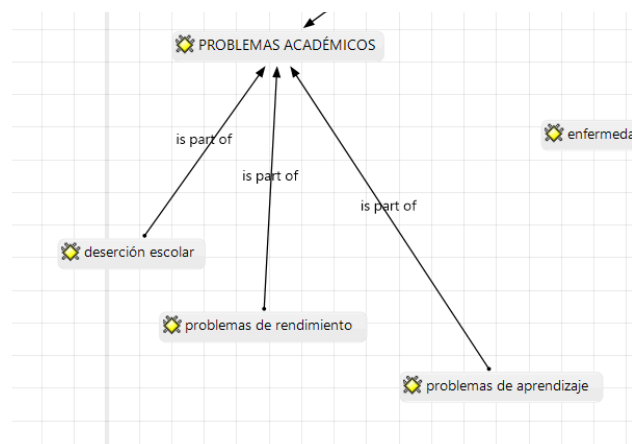 PROBLEMAS ACADÉMICOS
enfermeda
is part of
is part of
is part of
deserción escolar
problemas de rendimiento
problemas de aprendizaje